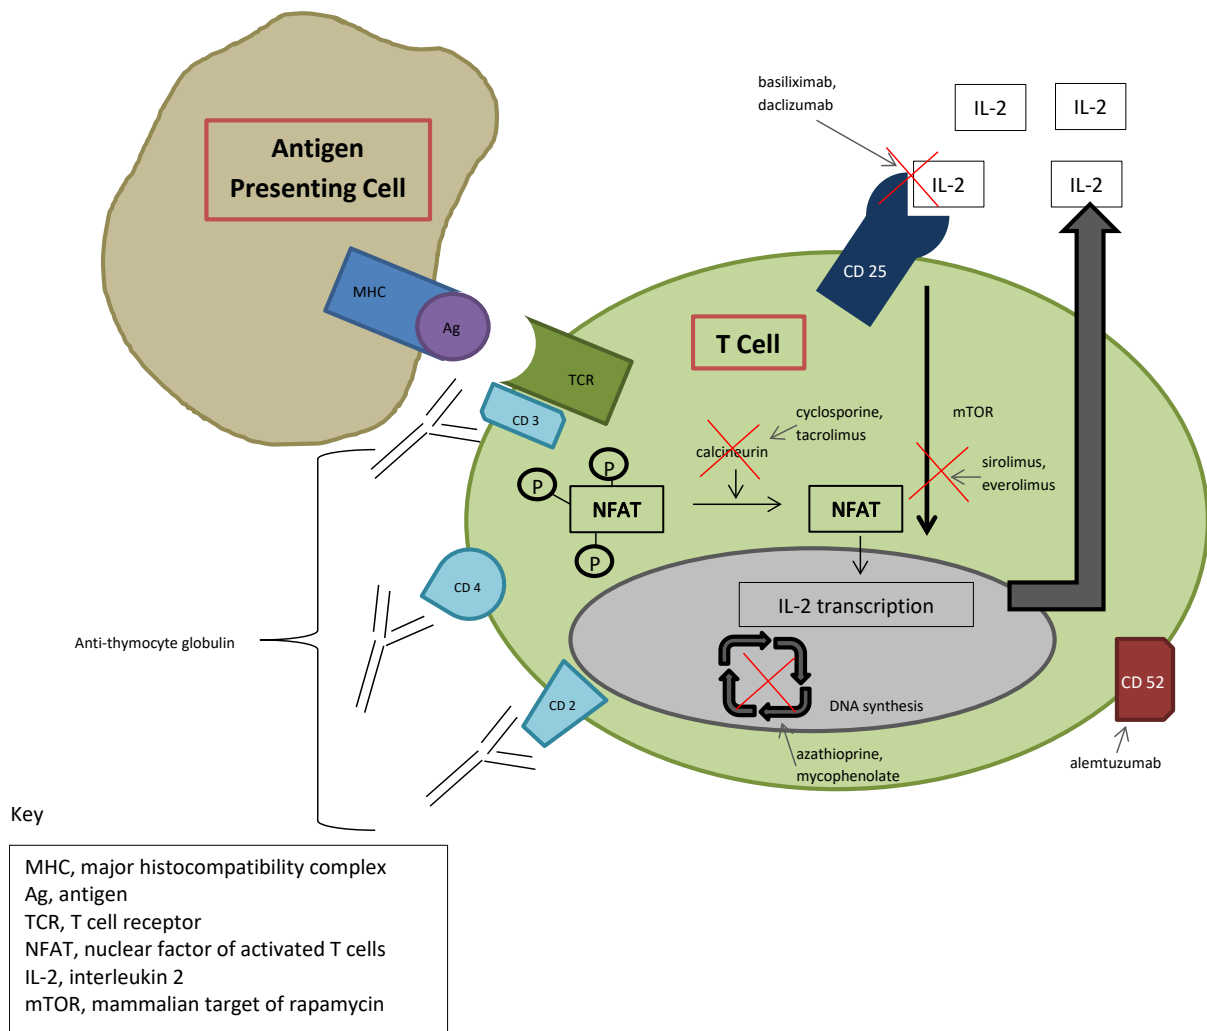 basiliximab,
daclizumab
IL-2
IL-2
Antigen
Presenting Cell
IL-2
IL-2
CD 25
MHC
Ag
T Cell
TCR
CD 3
cyclosporine,
tacrolimus
mTOR
calcineurin
sirolimus,
everolimus
P
P
NFAT
NFAT
P
CD 4
IL-2 transcription
Anti-thymocyte globulin
CD 2
DNA synthesis
CD 52
azathioprine,
mycophenolate
alemtuzumab
Key
MHC, major histocompatibility complex
Ag, antigen
TCR, T cell receptor
NFAT, nuclear factor of activated T cells
IL-2, interleukin 2
mTOR, mammalian target of rapamycin